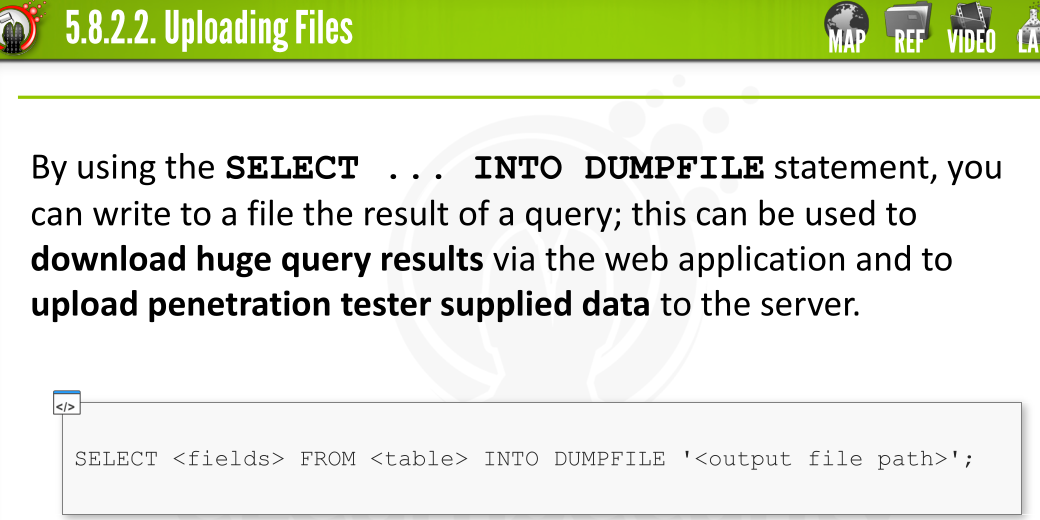 5.8.2.2. Uploading Files
MAP REF VIDEO
By using the SELECT ... INTO DUMPFILE statement, you
can write to a file the result of a query; this can be used to
download huge query results via the web application and to
upload penetration tester supplied data to the server.
</>
SELECT <fields> FROM <table> INTO DUMPFILE '<output file path>';